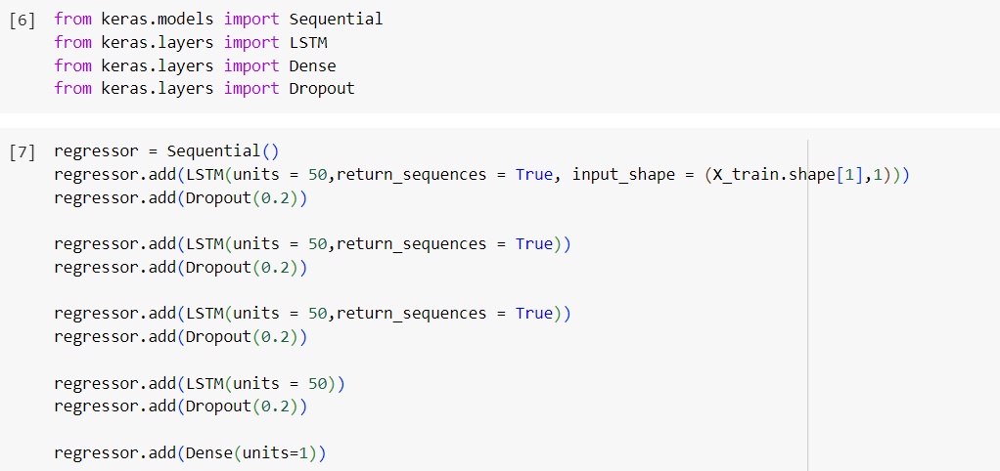 [6] from keras.models import Sequential
from keras.layers import LSTM
from keras.layers import Dense
from keras.layers import Dropout
[7] regressor = Sequential()
regressor.add(LSTM(units = 50,return_sequences = True, input_shape = (X_train.shape[1],1)))
regressor.add(Dropout(0.2))
regressor.add(LSTM(units = 50,return_sequences = True))
regressor.add(Dropout(0.2))
regressor.add(LSTM(units = 50,return_sequences = True))
regressor.add(Dropout(0.2))
regressor.add(LSTM(units = 50))
regressor.add(Dropout(0.2))
regressor.add(Dense(units=1))